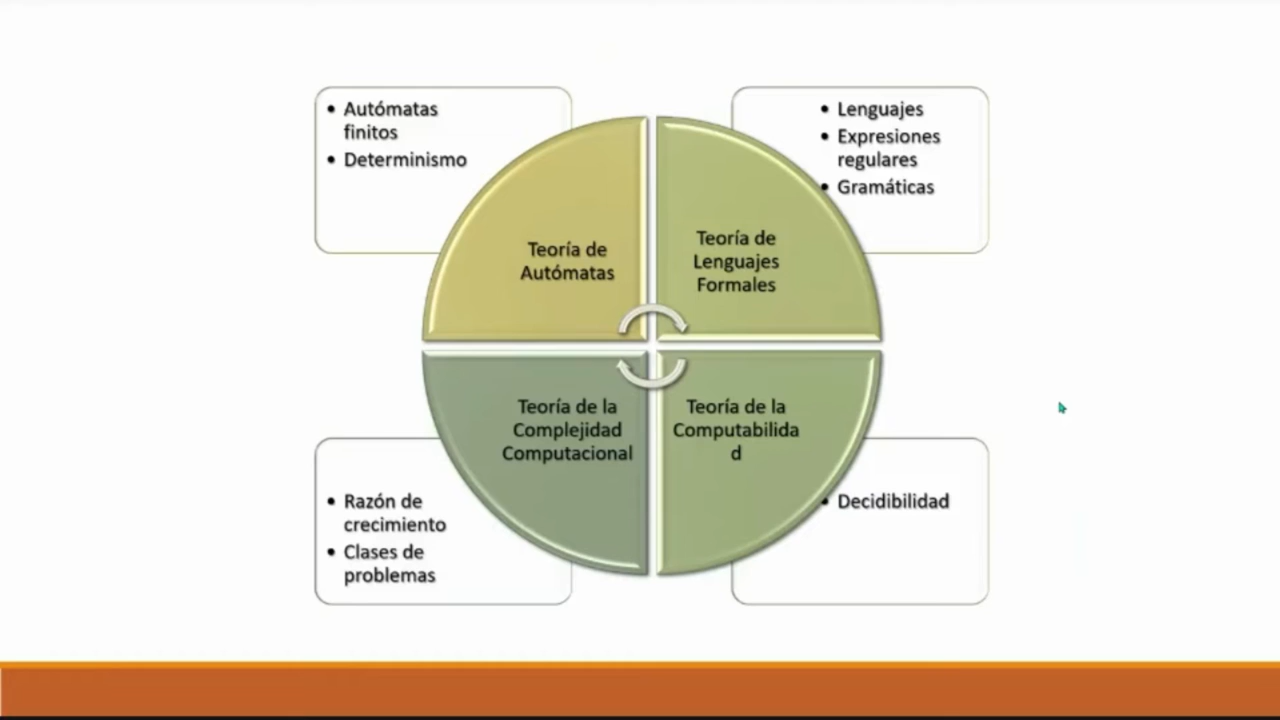 • Autómatas
finitos
• Determinismo
• Lenguajes
• Expresiones
regulares
• Gramáticas
Teoría de
Autómatas
Teoría de
Lenguajes
Formales
Teoría de la
Complejidad
Computacional
Teoría de la
Computabilida
d
• Razón de
crecimiento
• Clases de
problemas
• Decidibilidad